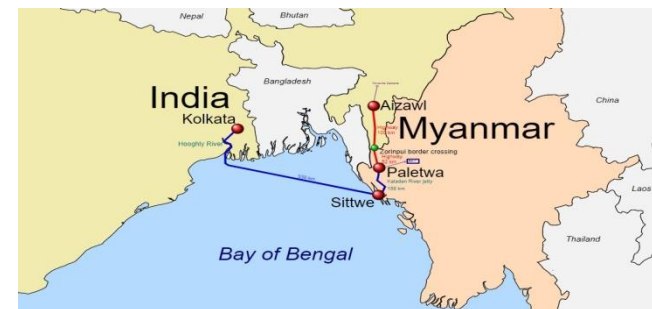 Nepal
Bhutan
Bangladesh
India
Kolkata
Hooghly River
Aizawl
Myanmar
China
Zorinpui border crossing
Highway
Paletwa
Kaladan River jetty
Sittwe
Laos
Thailand
Bay of Bengal